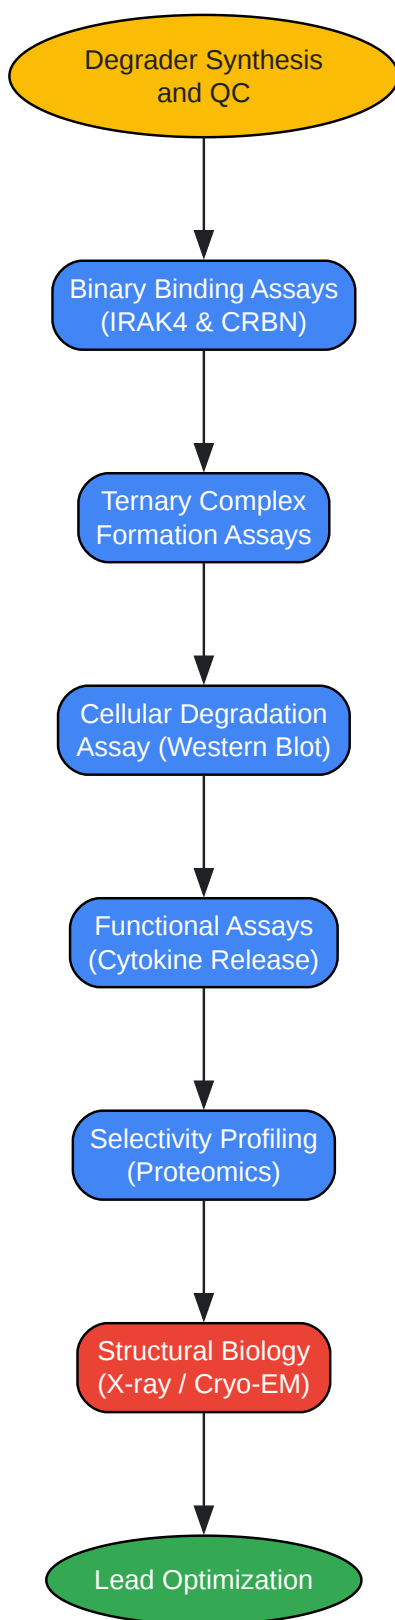 Degrader Synthesis
and QC
Binary Binding Assays
(IRAK4 & CRBN)
Ternary Complex
Formation Assays
Cellular Degradation
Assay (Western Blot)
Functional Assays
(Cytokine Release)
Selectivity Profiling
(Proteomics)
Structural Biology
(X-ray / Cryo-EM)
Lead Optimization